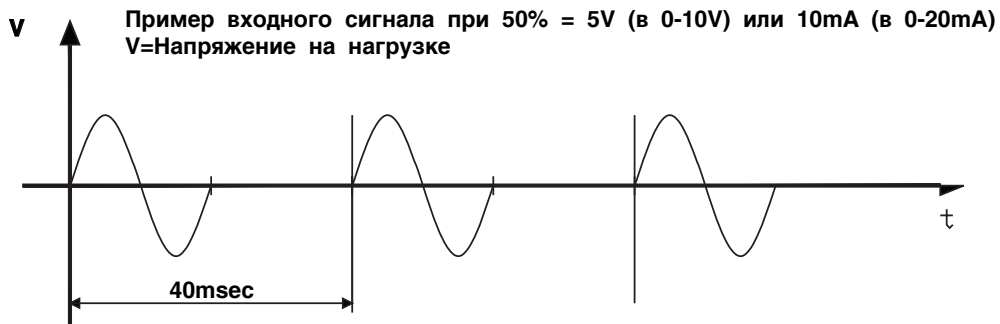 V
Пример входного сигнала при 50% = 5V (в 0-10V) или 10mA (в 0-20mA)
V=Напряжение на нагрузке
t
40msec